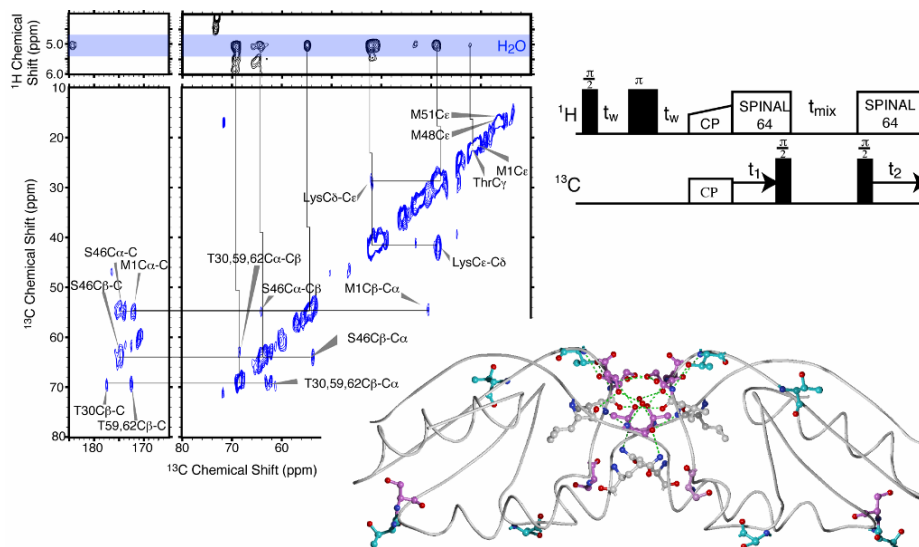 ¹H Chemical
Shift (ppm)
5.0
6.0
H₂O
¹³C Chemical Shift (ppm)
10
20
30
40
50
60
70
80
M51Cε
M48Cε
M1Cε
ThrCγ
LysCδ-Cε
LysCε-Cδ
S46Cα-C
M1Cα-C
S46Cβ-C
T30,59,62Cα-Cβ
S46Cα-Cβ
M1Cβ-Cα
S46Cβ-Cα
T30,59,62Cβ-Cα
T30Cβ-C
T59,62Cβ-C
180 170 80 70 60
¹³C Chemical Shift (ppm)
π/2 π
¹H t_w t_w CP SPINAL 64 t_mix SPINAL 64
π/2 π/2
¹³C CP t₁ t₂